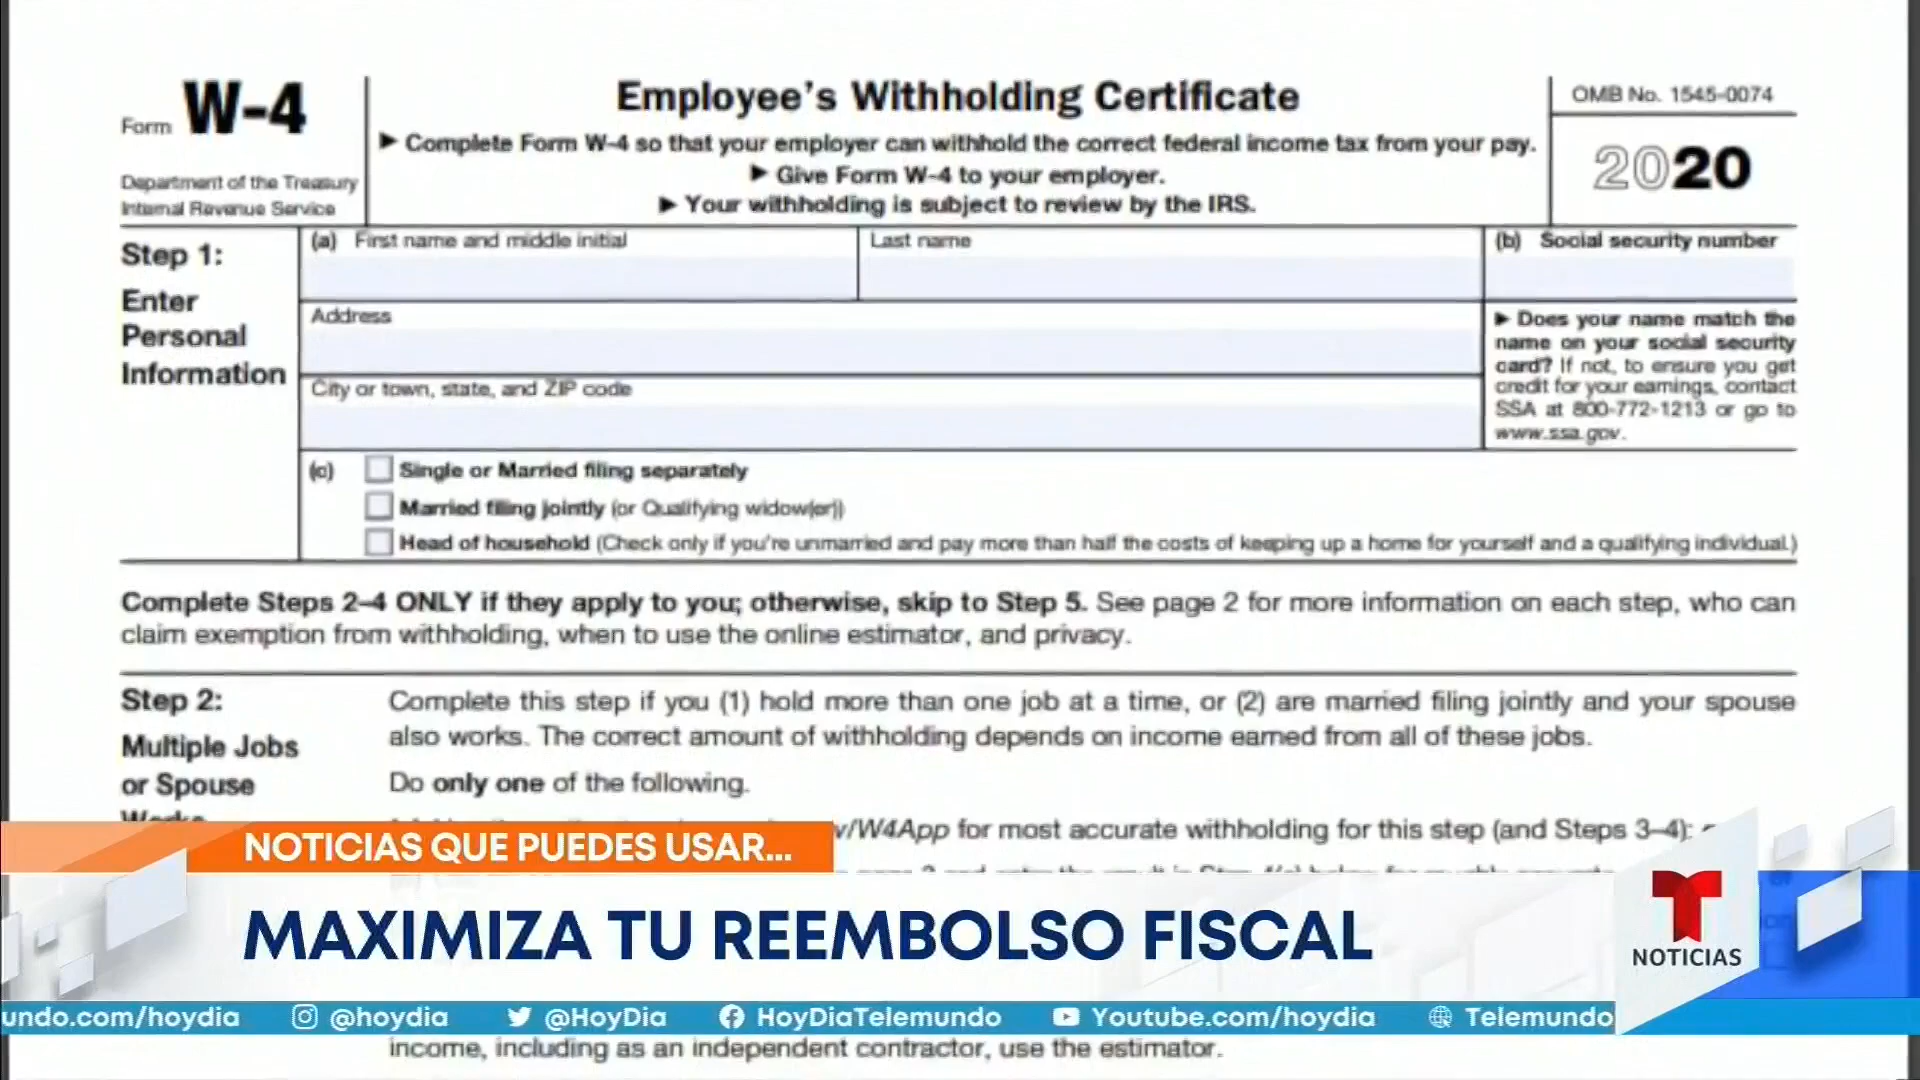 Form W-4
Department of the Treasury
Internal Revenue Service
Employee's Withholding Certificate
▶ Complete Form W-4 so that your employer can withhold the correct federal income tax from your pay.
▶ Give Form W-4 to your employer.
▶ Your withholding is subject to review by the IRS.
OMB No. 1545-0074
2020
Step 1:
Enter
Personal
Information
(a) First name and middle initial
Last name
(b) Social security number
Address
City or town, state, and ZIP code
▶ Does your name match the
name on your social security
card? If not, to ensure you get
credit for your earnings, contact
SSA at 800-772-1213 or go to
www.ssa.gov.
(c) Single or Married filing separately
Married filing jointly (or Qualifying widow(er))
Head of household (Check only if you're unmarried and pay more than half the costs of keeping up a home for yourself and a qualifying individual.)
Complete Steps 2–4 ONLY if they apply to you; otherwise, skip to Step 5. See page 2 for more information on each step, who can
claim exemption from withholding, when to use the online estimator, and privacy.
Step 2:
Multiple Jobs
or Spouse
Works
Complete this step if you (1) hold more than one job at a time, or (2) are married filing jointly and your spouse
also works. The correct amount of withholding depends on income earned from all of these jobs.
Do only one of the following.
v/W4App for most accurate withholding for this step (and Steps 3–4);
NOTICIAS QUE PUEDES USAR...
MAXIMIZA TU REEMBOLSO FISCAL
T
NOTICIAS
undo.com/hoydia @hoydia @HoyDia HoyDiaTelemundo Youtube.com/hoydia Telemundo
income, including as an independent contractor, use the estimator.